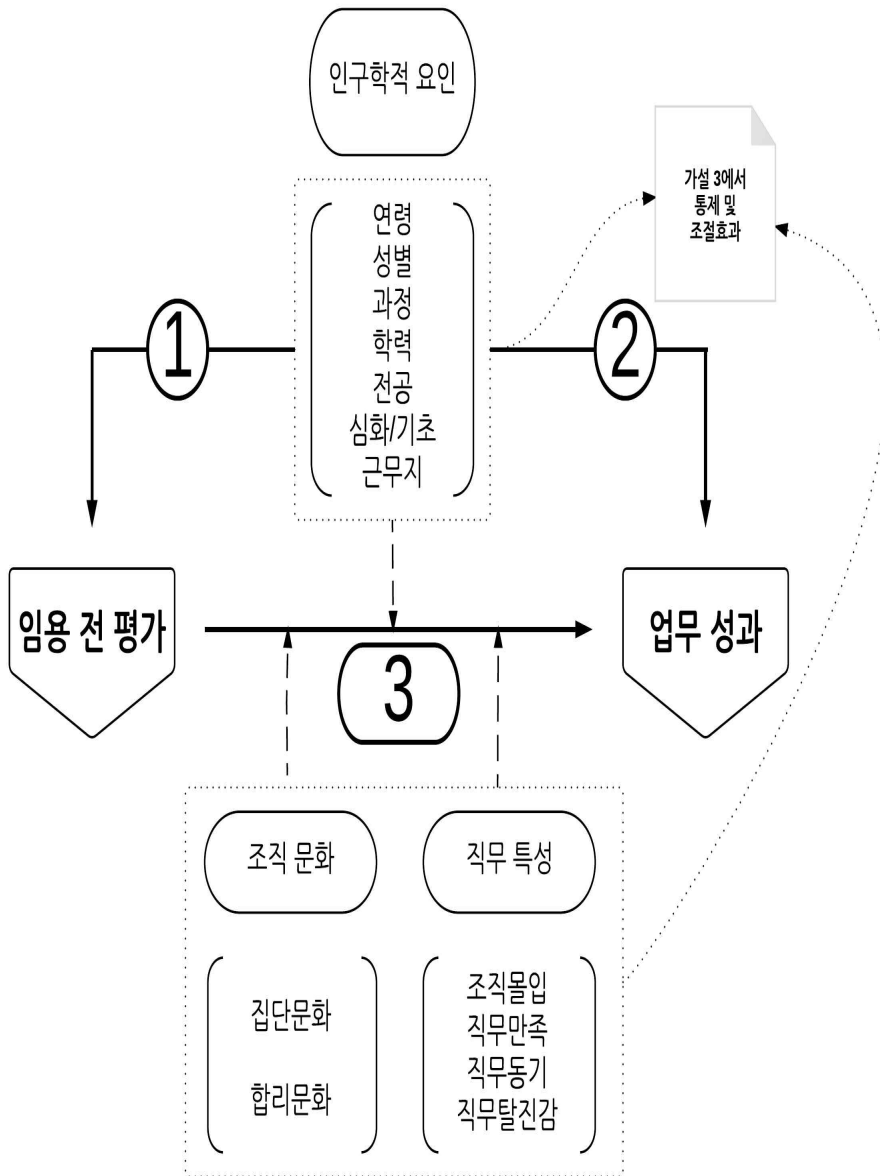 인구학적 요인
가설 3에서
통제 및
조절효과
연령
성별
과정
학력
전공
심화/기초
근무지
1
2
임용 전 평가
업무 성과
3
조직 문화
직무 특성
집단문화
합리문화
조직몰입
직무만족
직무동기
직무탈진감